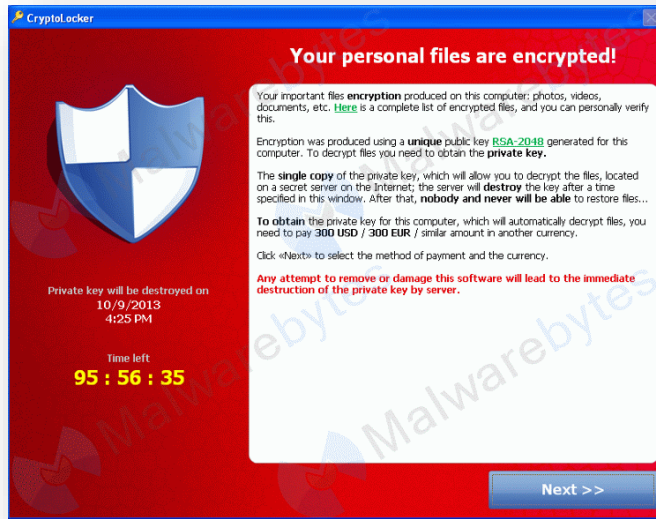 CryptoLocker
Your personal files are encrypted!
Your important files encryption produced on this computer: photos, videos,
documents, etc. Here is a complete list of encrypted files, and you can personally verify
this.
Encryption was produced using a unique public key RSA-2048 generated for this
computer. To decrypt files you need to obtain the private key.
The single copy of the private key, which will allow you to decrypt the files, located
on a secret server on the Internet; the server will destroy the key after a time
specified in this window. After that, nobody and never will be able to restore files...
To obtain the private key for this computer, which will automatically decrypt files, you
need to pay 300 USD / 300 EUR / similar amount in another currency.
Click «Next» to select the method of payment and the currency.
Any attempt to remove or damage this software will lead to the immediate
destruction of the private key by server.
Private key will be destroyed on
10/9/2013
4:25 PM
Time left
95 : 56 : 35
Next >>
Malwarebytes
Malwarebytes
Malwarebytes
Malwarebytes